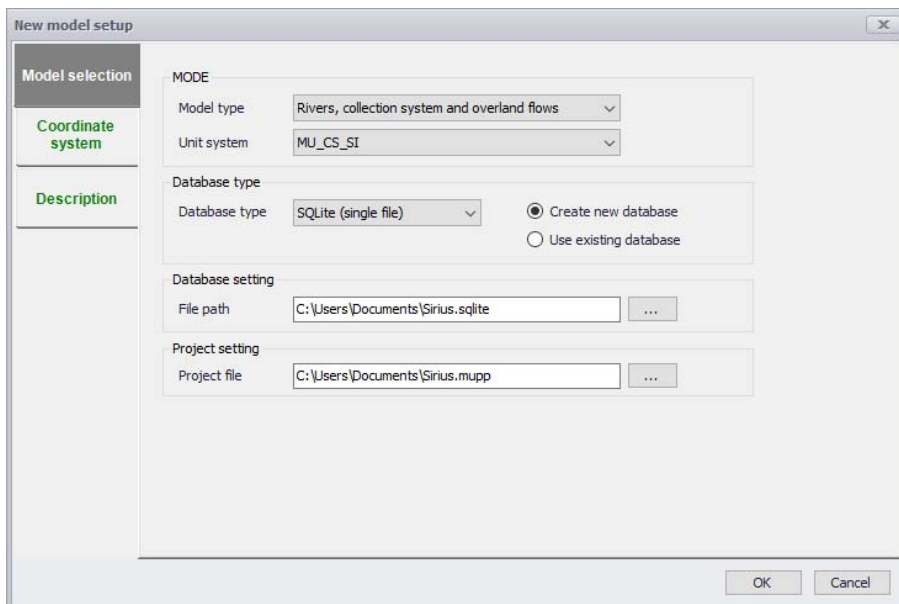 New model setup
x
Model selection
Coordinate
system
Description
MODE
Model type Rivers, collection system and overland flows
Unit system MU_CS_SI
Database type
Database type SQLite (single file) Create new database
Use existing database
Database setting
File path C:\Users\Documents\Sirius.sqlite ...
Project setting
Project file C:\Users\Documents\Sirius.mupp ...
OK Cancel